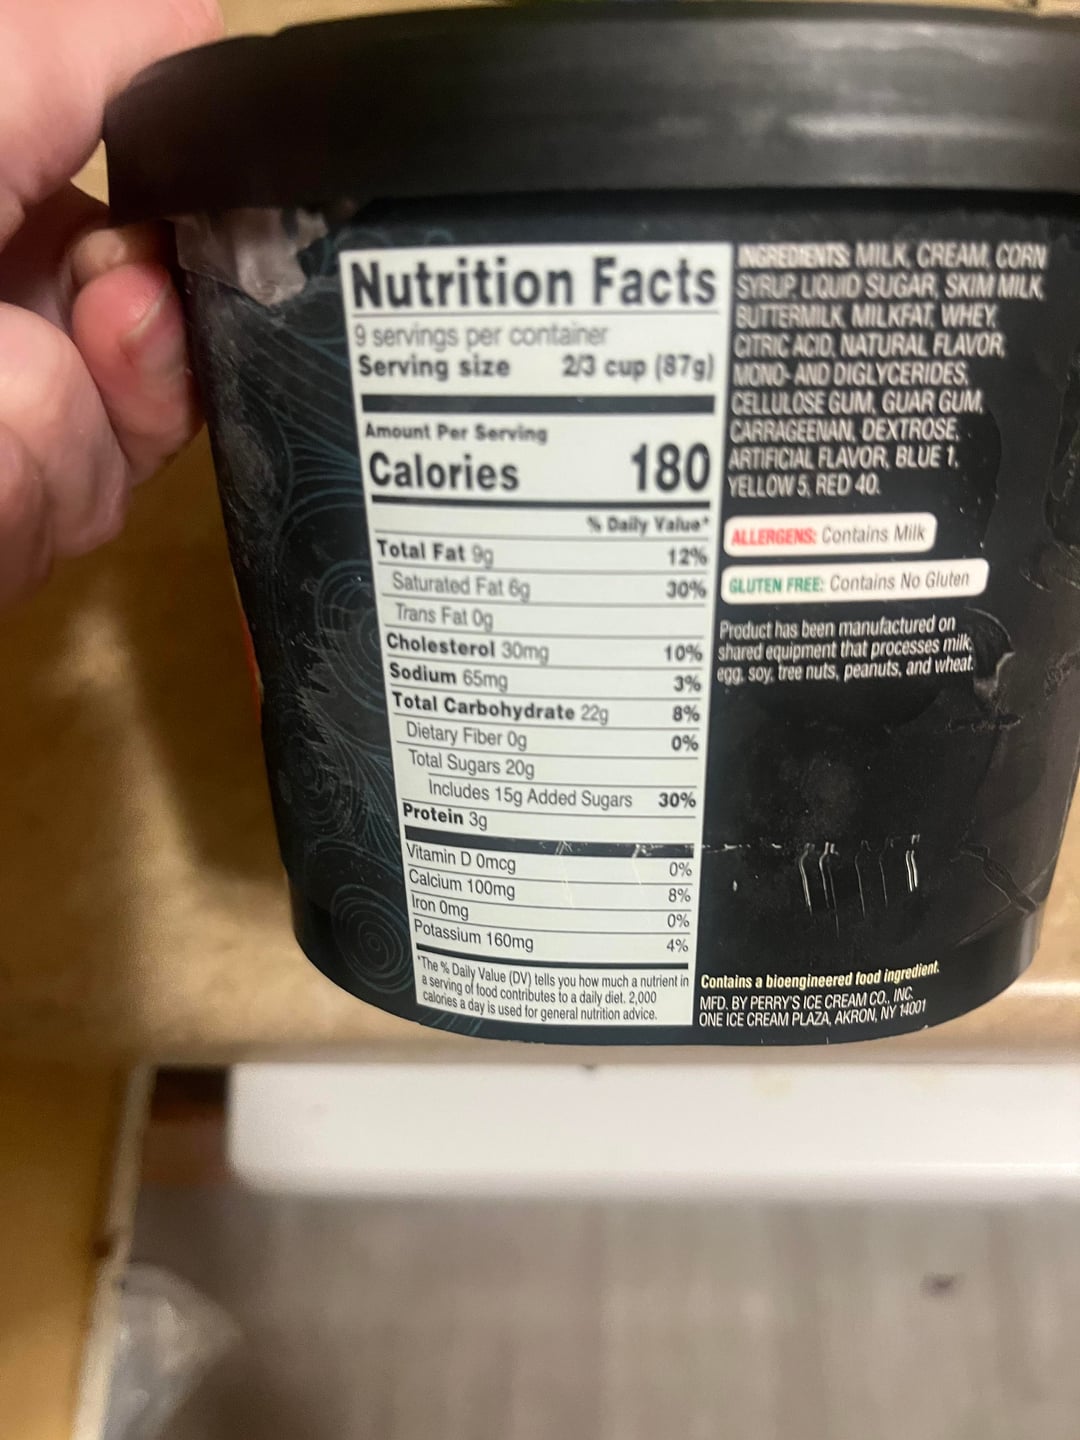 Nutrition Facts
9 servings per container
Serving size 2/3 cup (87g)
Amount Per Serving
Calories 180
% Daily Value*
Total Fat 9g 12%
Saturated Fat 6g 30%
Trans Fat 0g
Cholesterol 30mg 10%
Sodium 65mg 3%
Total Carbohydrate 22g 8%
Dietary Fiber 0g 0%
Total Sugars 20g
Includes 15g Added Sugars 30%
Protein 3g
Vitamin D 0mcg 0%
Calcium 100mg 8%
Iron 0mg 0%
Potassium 160mg 4%
*The % Daily Value (DV) tells you how much a nutrient in
a serving of food contributes to a daily diet. 2,000
calories a day is used for general nutrition advice.
INGREDIENTS: MILK, CREAM, CORN
SYRUP, LIQUID SUGAR, SKIM MILK,
BUTTERMILK, MILKFAT, WHEY,
CITRIC ACID, NATURAL FLAVOR,
MONO- AND DIGLYCERIDES,
CELLULOSE GUM, GUAR GUM,
CARRAGEENAN, DEXTROSE,
ARTIFICIAL FLAVOR, BLUE 1,
YELLOW 5, RED 40.
ALLERGENS: Contains Milk
GLUTEN FREE: Contains No Gluten
Product has been manufactured on
shared equipment that processes milk,
egg, soy, tree nuts, peanuts, and wheat.
Contains a bioengineered food ingredient.
MFD. BY PERRY'S ICE CREAM CO., INC.
ONE ICE CREAM PLAZA, AKRON, NY 14001